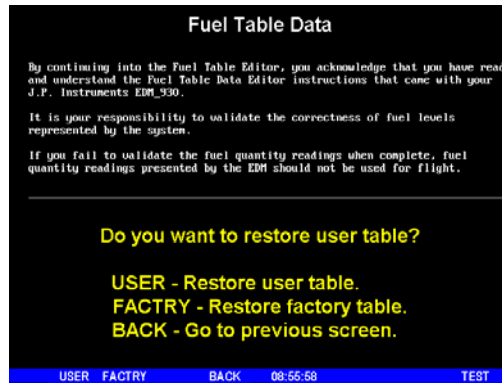 Fuel Table Data
By continuing into the Fuel Table Editor, you acknowledge that you have read
and understand the Fuel Table Data Editor instructions that came with your
J.P. Instruments EDM_930.
It is your responsibility to validate the correctness of fuel levels
represented by the system.
If you fail to validate the fuel quantity readings when complete, fuel
quantity readings presented by the EDM should not be used for flight.
Do you want to restore user table?
USER - Restore user table.
FACTRY - Restore factory table.
BACK - Go to previous screen.
USER FACTRY BACK 08:55:58 TEST